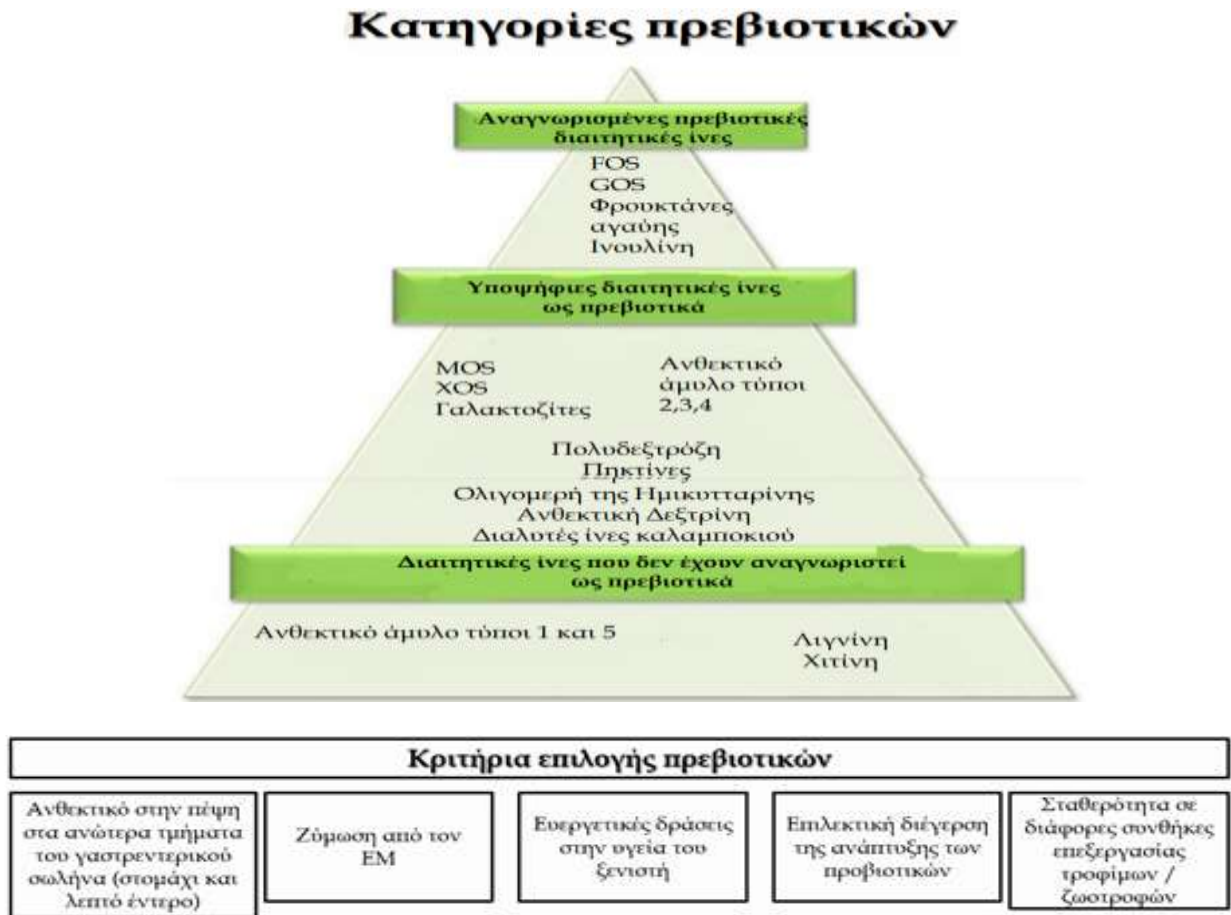 Κατηγορίες πρεβιοτικών
Αναγνωρισμένες πρεβιοτικές
διαιτητικές ίνες
FOS
GOS
Φρουκτάνες
αγαύης
Ινουλίνη
Υποψήφιες διαιτητικές ίνες
ως πρεβιοτικά
MOS
XOS
Γαλακτοζίτες
Ανθεκτικό
άμυλο τύποι
2,3,4
Πολυδεξτρόζη
Πηκτίνες
Ολιγομερή της Ημικυτταρίνης
Ανθεκτική Δεξτρίνη
Διαλυτές ίνες καλαμποκιού
Διαιτητικές ίνες που δεν έχουν αναγνωριστεί
ως πρεβιοτικά
Ανθεκτικό άμυλο τύποι 1 και 5
Λιγνίνη
Χιτίνη
Κριτήρια επιλογής πρεβιοτικών
Ανθεκτικό στην πέψη
στα ανώτερα τμήματα
του γαστρεντερικού
σωλήνα (στομάχι και
λεπτό έντερο)
Ζύμωση από τον
ΕΜ
Ευεργετικές δράσεις
στην υγεία του
ξενιστή
Επιλεκτική διέγερση
της ανάπτυξης των
προβιοτικών
Σταθερότητα σε
διάφορες συνθήκες
επεξεργασίας
τροφίμων /
ζωοτροφών